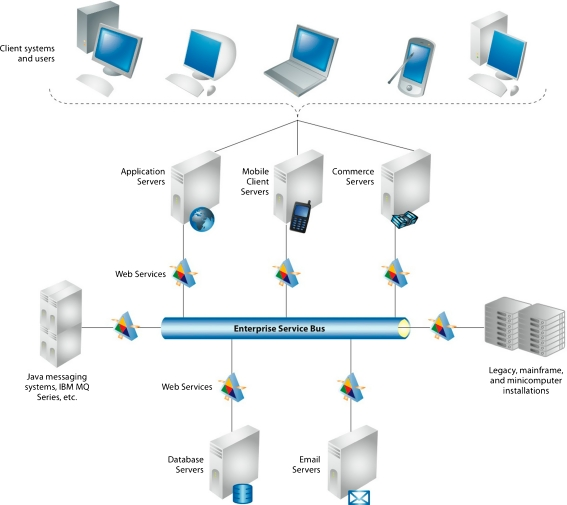 Client systems
and users
Application
Servers
Mobile
Client
Servers
Commerce
Servers
Web Services
Enterprise Service Bus
Java messaging
systems, IBM MQ
Series, etc.
Legacy, mainframe,
and minicomputer
installations
Web Services
Database
Servers
Email
Servers